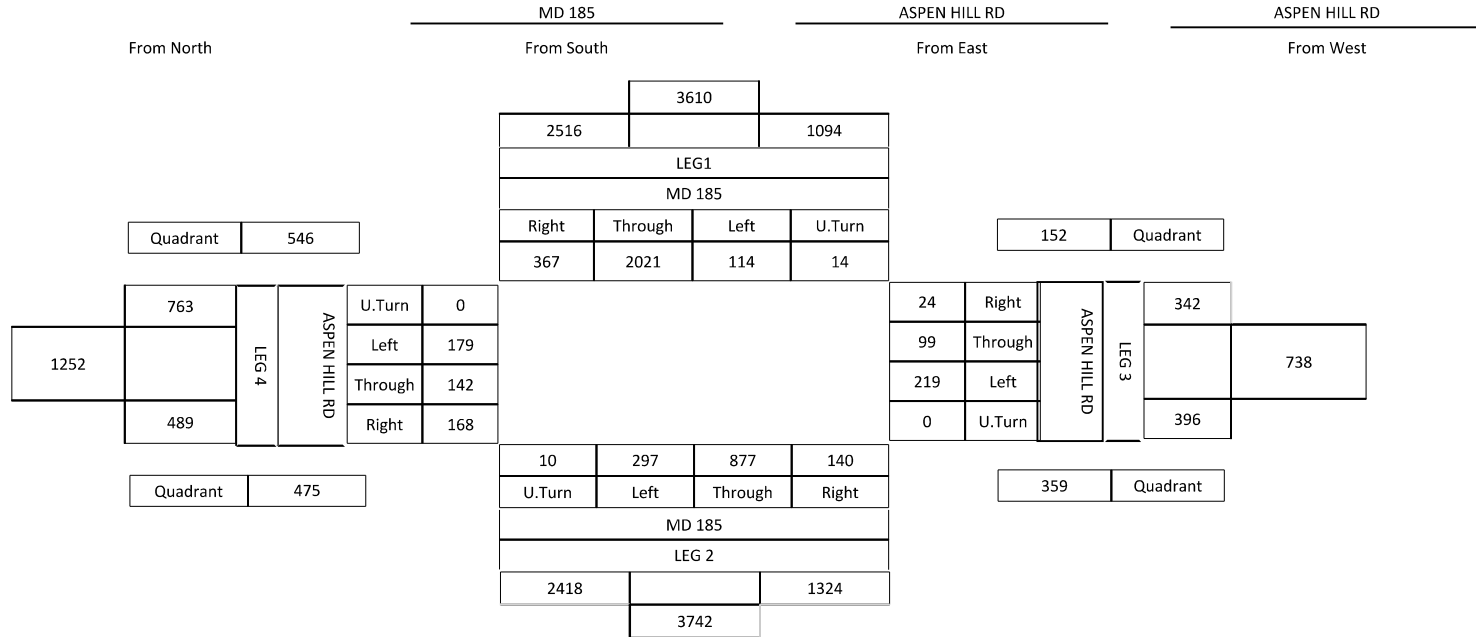 MD 185 ASPEN HILL RD ASPEN HILL RD
From North From South From East From West
3610
2516 1094
LEG1
MD 185
Right Through Left U.Turn
367 2021 114 14
Quadrant 546
152 Quadrant
763
1252
489
LEG 4
ASPEN HILL RD
U.Turn 0
Left 179
Through 142
Right 168
24 Right
99 Through
219 Left
0 U.Turn
ASPEN HILL RD
LEG 3
342
738
396
10 297 877 140
U.Turn Left Through Right
MD 185
LEG 2
2418 1324
3742
Quadrant 475
359 Quadrant